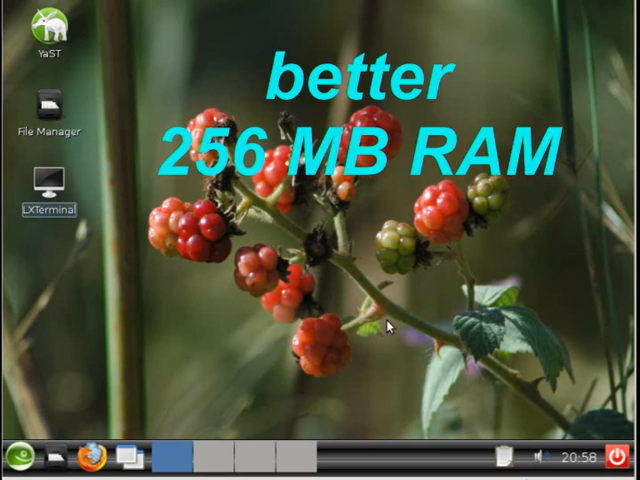 YaST
better
File Manager
256 MB RAM
LXTerminal
20:58